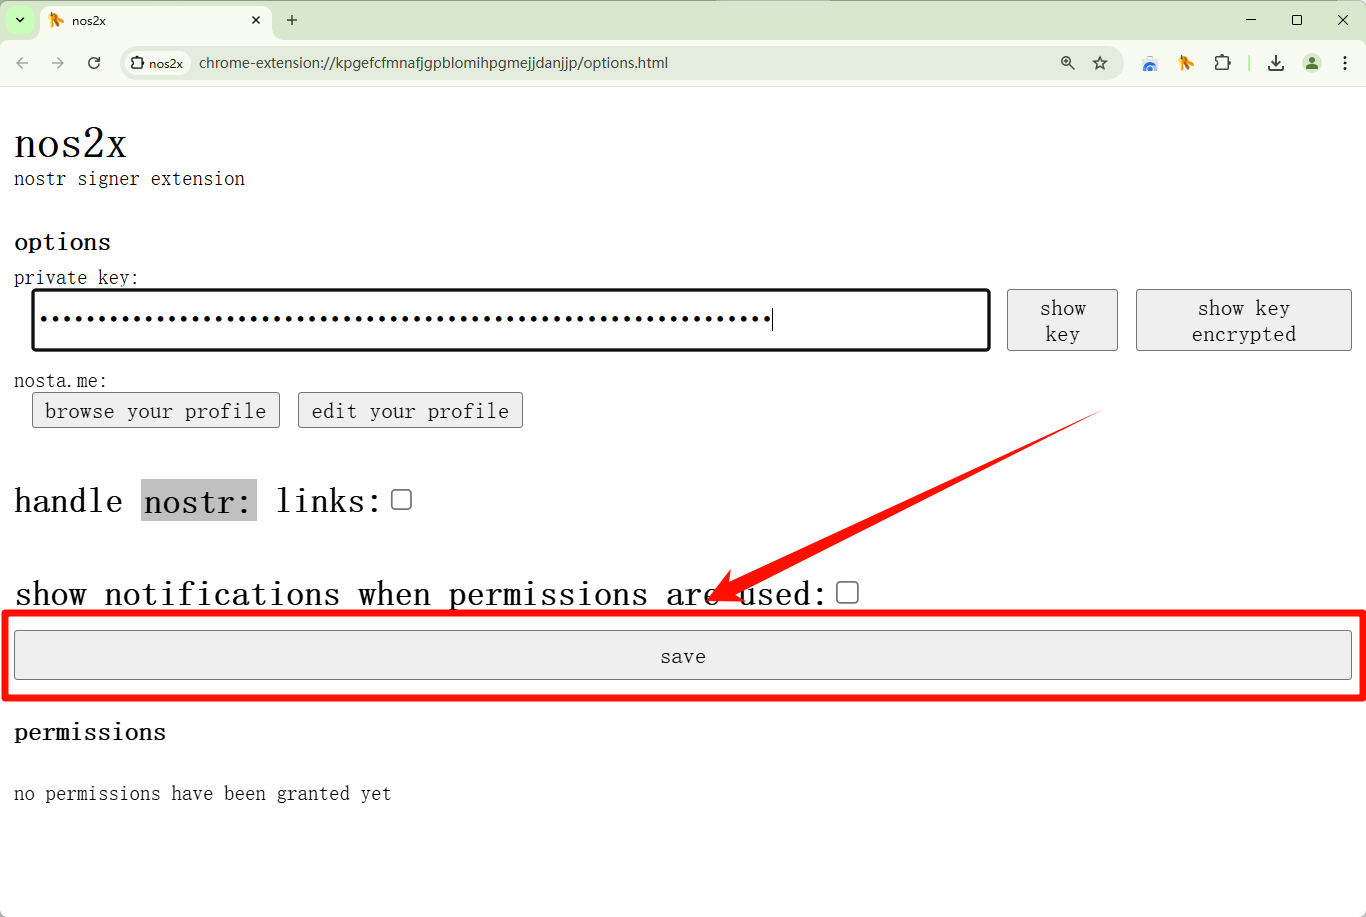 nos2x
nos2x
chrome-extension://kpgefcfmnafjgpblomihpgmejjdanjjp/options.html
nos2x
nostr signer extension
options
private key:
show key
show key encrypted
nosta.me:
browse your profile
edit your profile
handle nostr: links:
show notifications when permissions are used:
save
permissions
no permissions have been granted yet